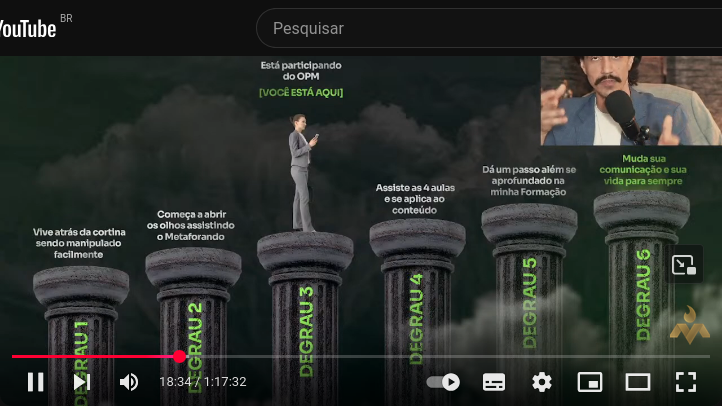 YouTube BR
Pesquisar
Está participando
do OPM
[VOCÊ ESTÁ AQUI]
Muda sua
comunicação e sua
vida para sempre
Dá um passo além se
aprofundado na
minha Formação
Assiste as 4 aulas
e se aplica ao
conteúdo
Começa a abrir
os olhos assistindo
o Metaforando
Vive atrás da cortina
sendo manipulado
facilmente
DEGRAU 1
DEGRAU 2
DEGRAU 3
DEGRAU 4
DEGRAU 5
DEGRAU 6
18:34 / 1:17:32